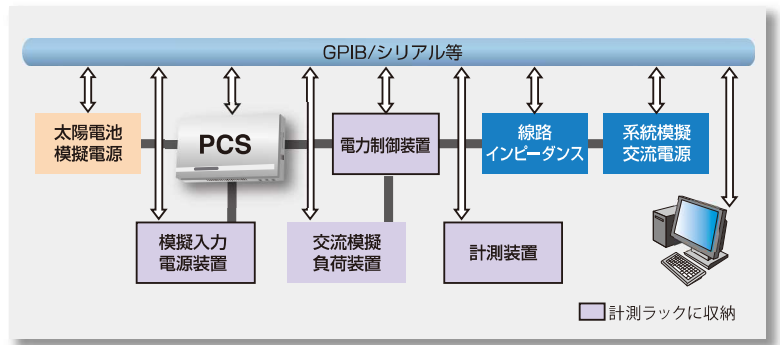 GPIB/シリアル等
太陽電池
模擬電源
PCS
電力制御装置
線路
インピーダンス
系統模擬
交流電源
模擬入力
電源装置
交流模擬
負荷装置
計測装置
計測ラックに収納